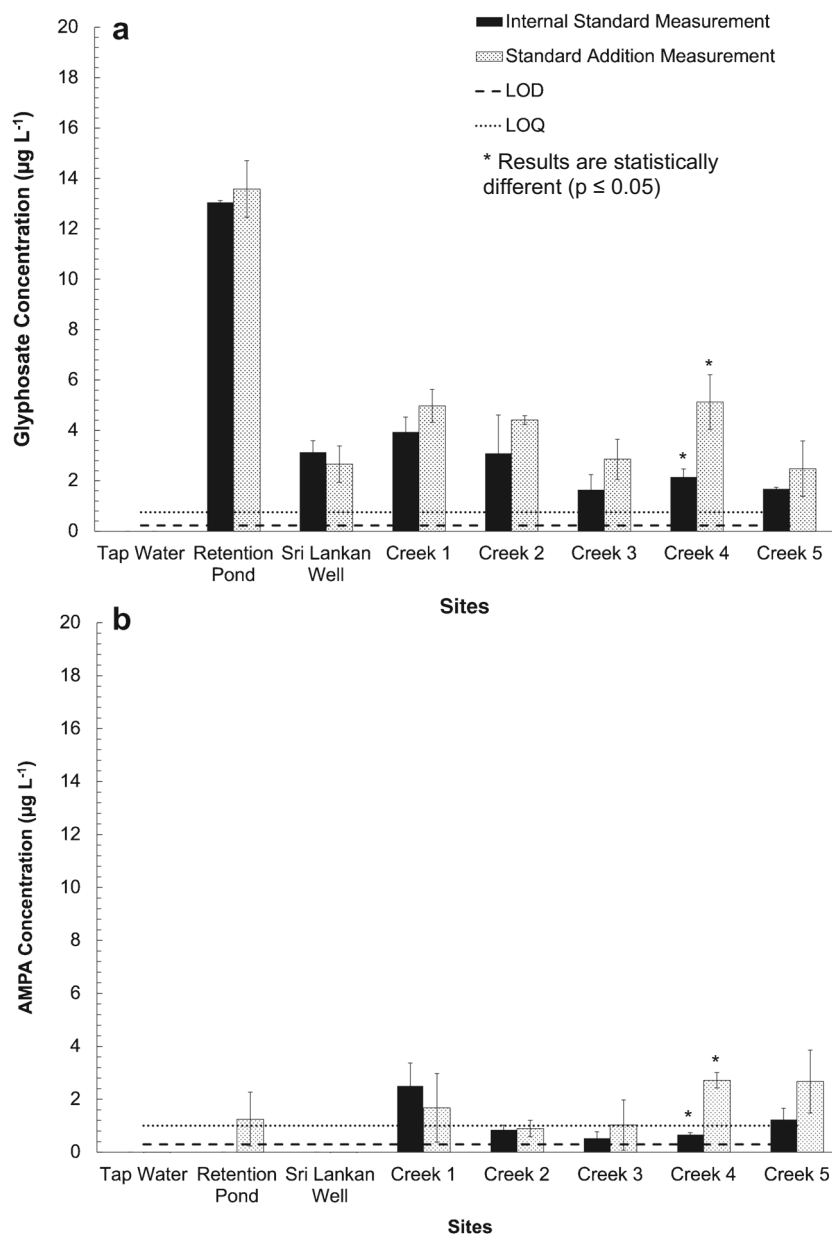 a
Internal Standard Measurement
Standard Addition Measurement
LOD
LOQ
* Results are statistically
different (p ≤ 0.05)
Glyphosate Concentration (µg L-1)
20
18
16
14
12
10
8
6
4
2
0
*
*
Tap Water Retention Sri Lankan Creek 1 Creek 2 Creek 3 Creek 4 Creek 5
Pond Well
Sites
b
AMPA Concentration (µg L-1)
20
18
16
14
12
10
8
6
4
2
0
*
*
Tap Water Retention Sri Lankan Creek 1 Creek 2 Creek 3 Creek 4 Creek 5
Pond Well
Sites